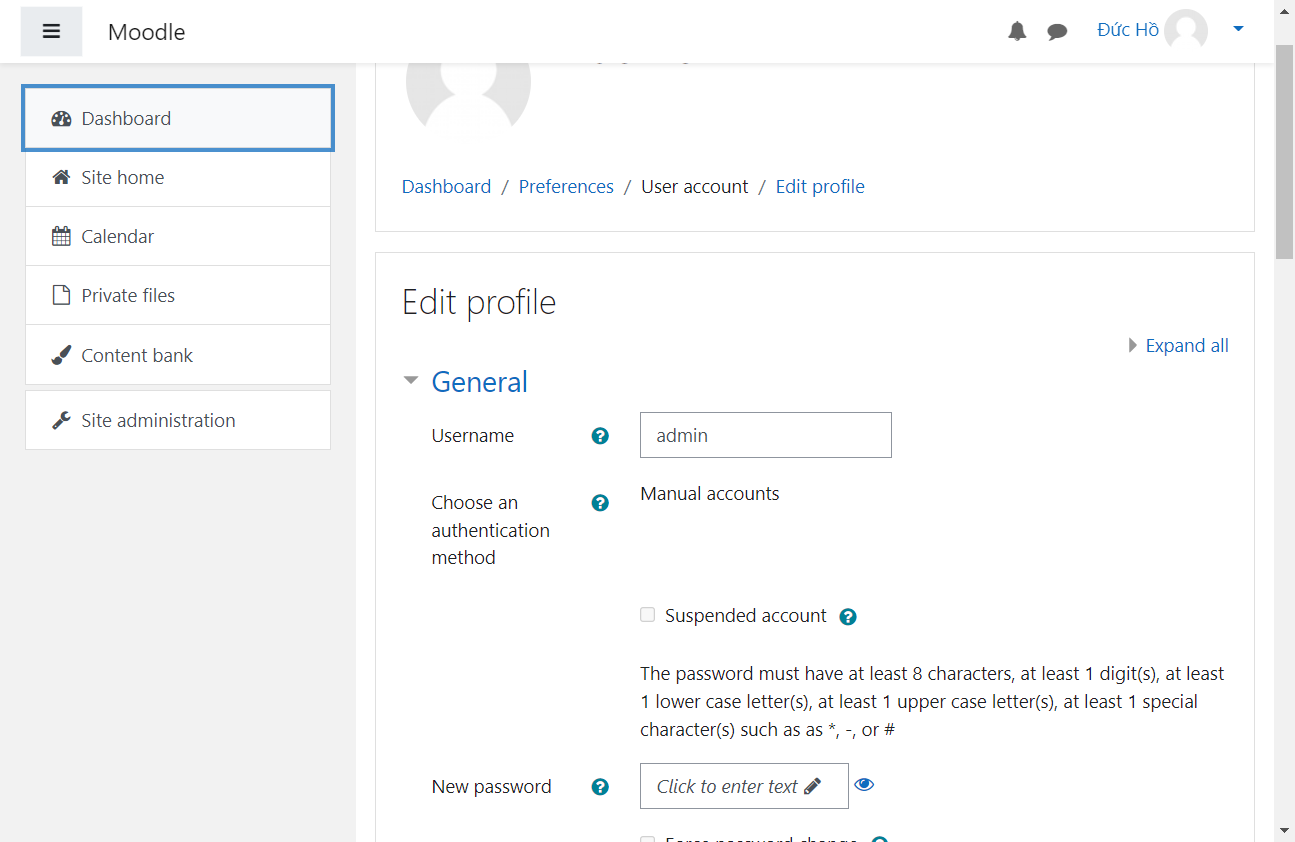 Moodle
Đức Hồ
Dashboard
Site home
Calendar
Private files
Content bank
Site administration
Dashboard / Preferences / User account / Edit profile
Edit profile
Expand all
General
Username
admin
Choose an
authentication
method
Manual accounts
Suspended account
The password must have at least 8 characters, at least 1 digit(s), at least
1 lower case letter(s), at least 1 upper case letter(s), at least 1 special
character(s) such as as *, -, or #
New password
Click to enter text
Force password change